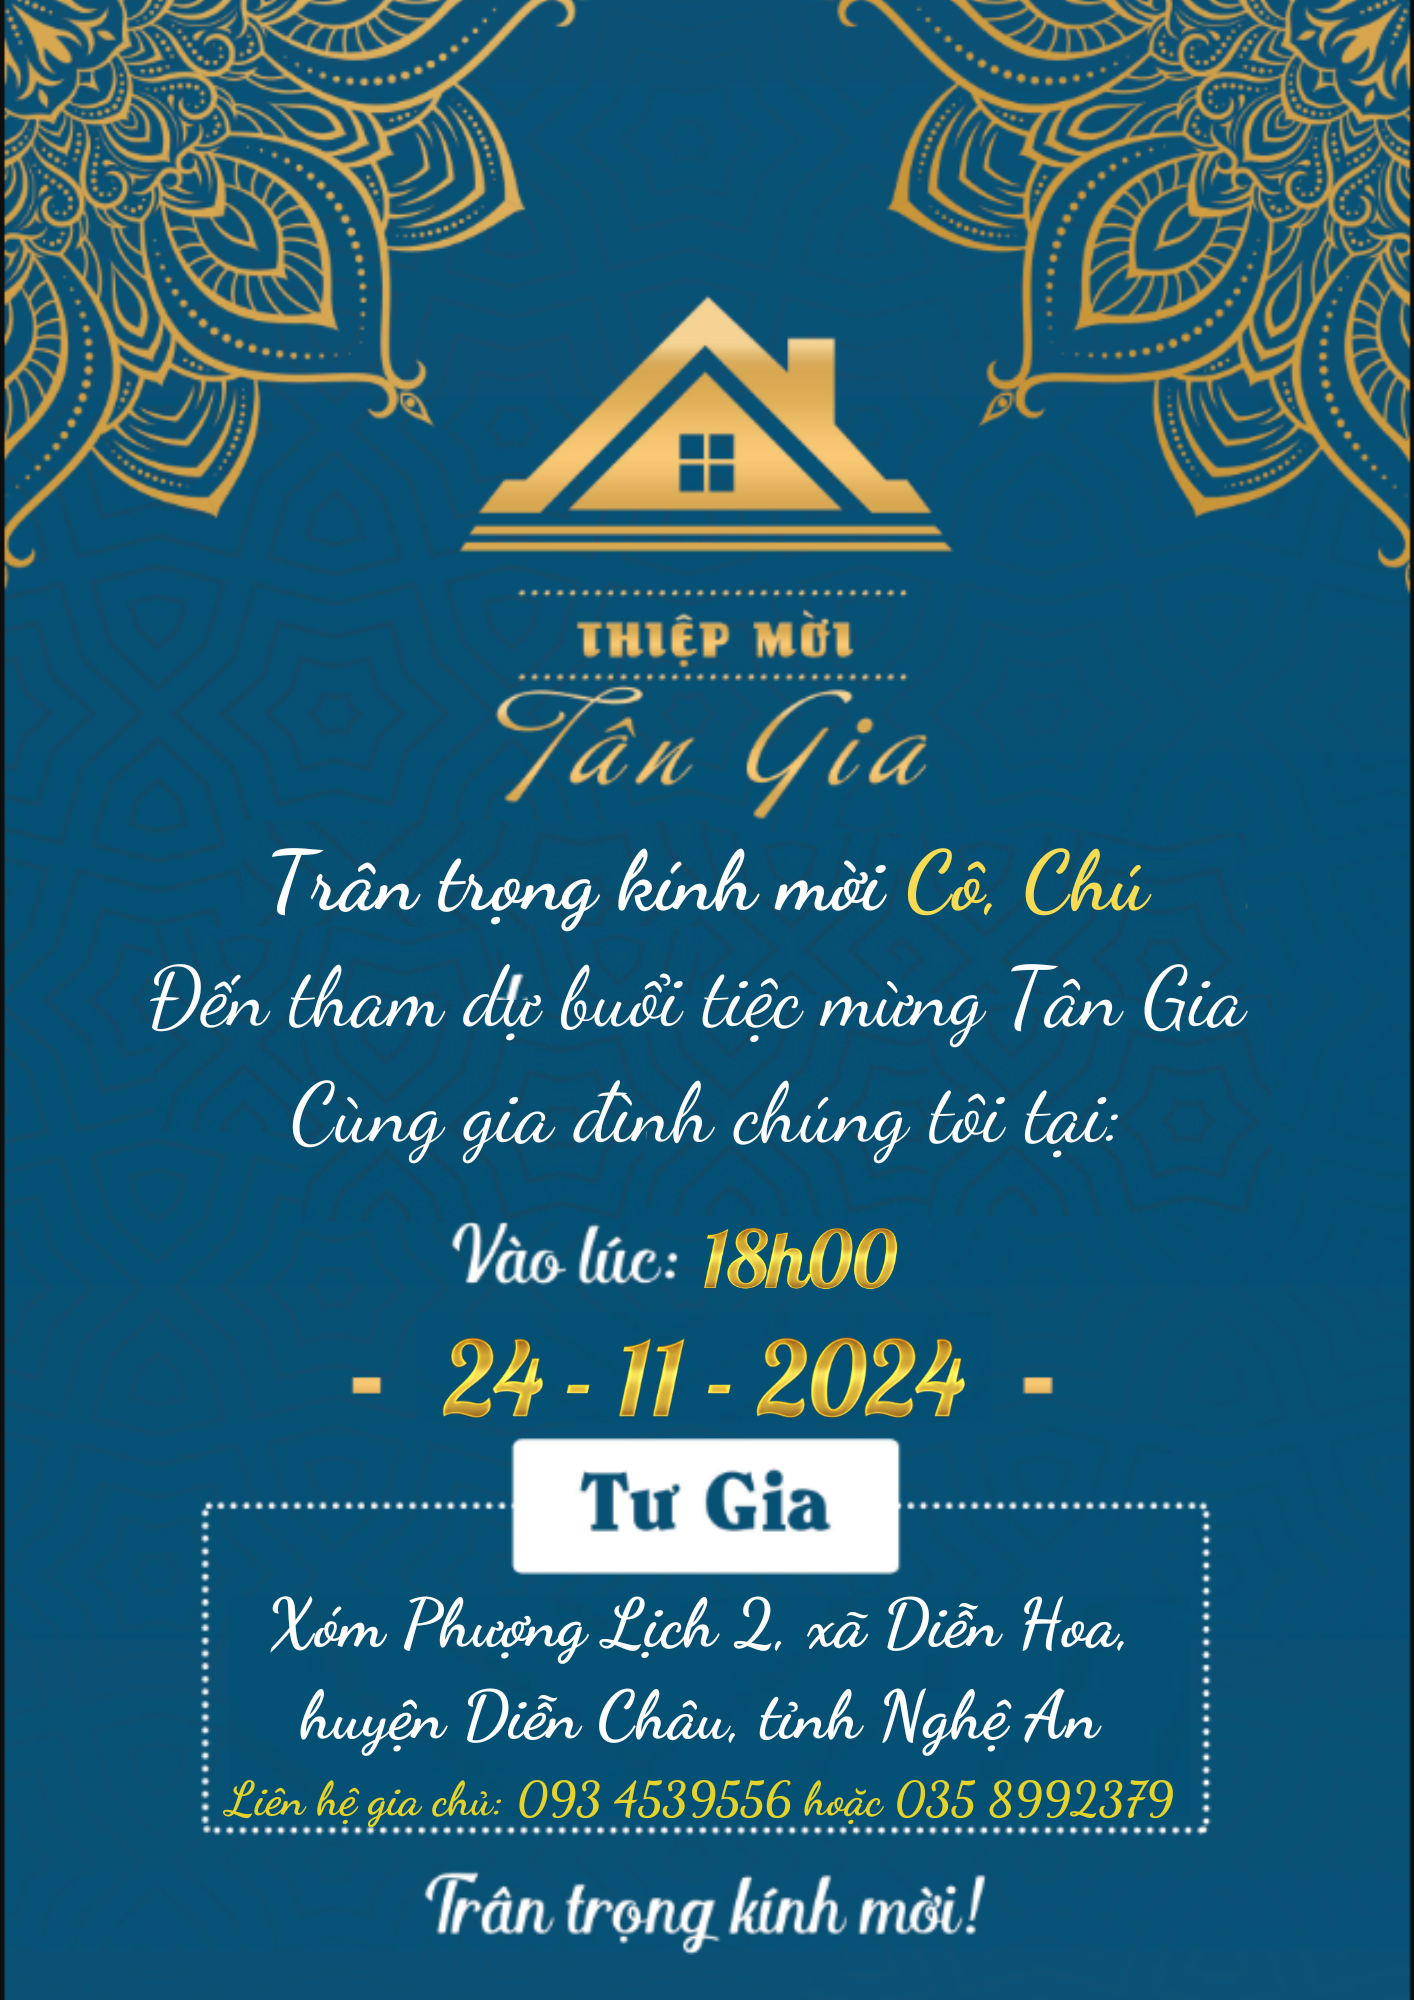 THIỆP MỜI
Tân Gia
Trân trọng kính mời Cô, Chú
Đến tham dự buổi tiệc mừng Tân Gia
Cùng gia đình chúng tôi tại:
Vào lúc: 18h00
- 24 - 11 - 2024 -
Tư Gia
Xóm Phượng Lịch 2, xã Diễn Hoa,
huyện Diễn Châu, tỉnh Nghệ An
Liên hệ gia chủ: 093 4539556 hoặc 035 8992379
Trân trọng kính mời!